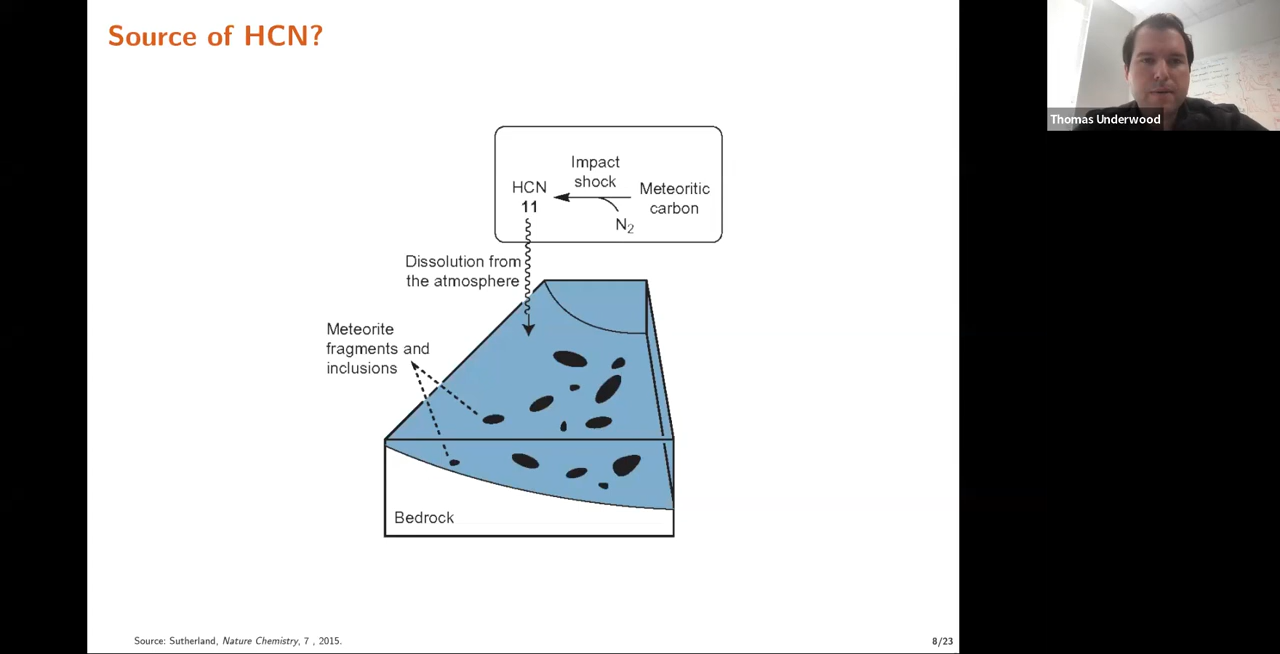 Source of HCN?
Thomas Underwood
Impact
shock
HCN
11
Meteoritic
carbon
N₂
Dissolution from
the atmosphere
Meteorite
fragments and
inclusions
Bedrock
Source: Sutherland, Nature Chemistry, 7 , 2015.
8/23